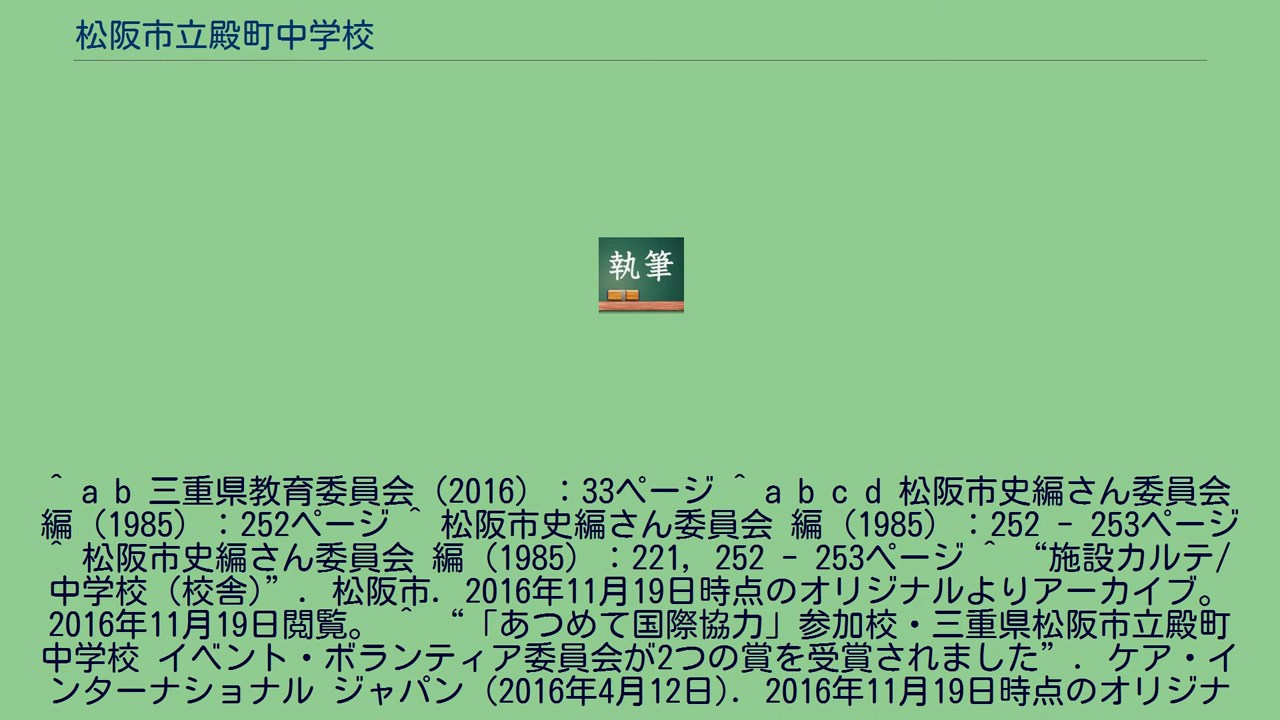 松阪市立殿町中学校
執筆
^ a b 三重県教育委員会 (2016) : 33ページ ^ a b c d 松阪市史編さん委員会
編 (1985) : 252ページ ^ 松阪市史編さん委員会 編 (1985) : 252 - 253ページ
^ 松阪市史編さん委員会 編 (1985) : 221, 252 - 253ページ ^ “施設カルテ/
中学校 (校舎)”. 松阪市. 2016年11月19日時点のオリジナルよりアーカイブ。
2016年11月19日閲覧。 ^ “「あつめて国際協力」参加校・三重県松阪市立殿町
中学校 イベント・ボランティア委員会が2つの賞を受賞されました”. ケア・イ
ンターナショナル ジャパン (2016年4月12日). 2016年11月19日時点のオリジナ